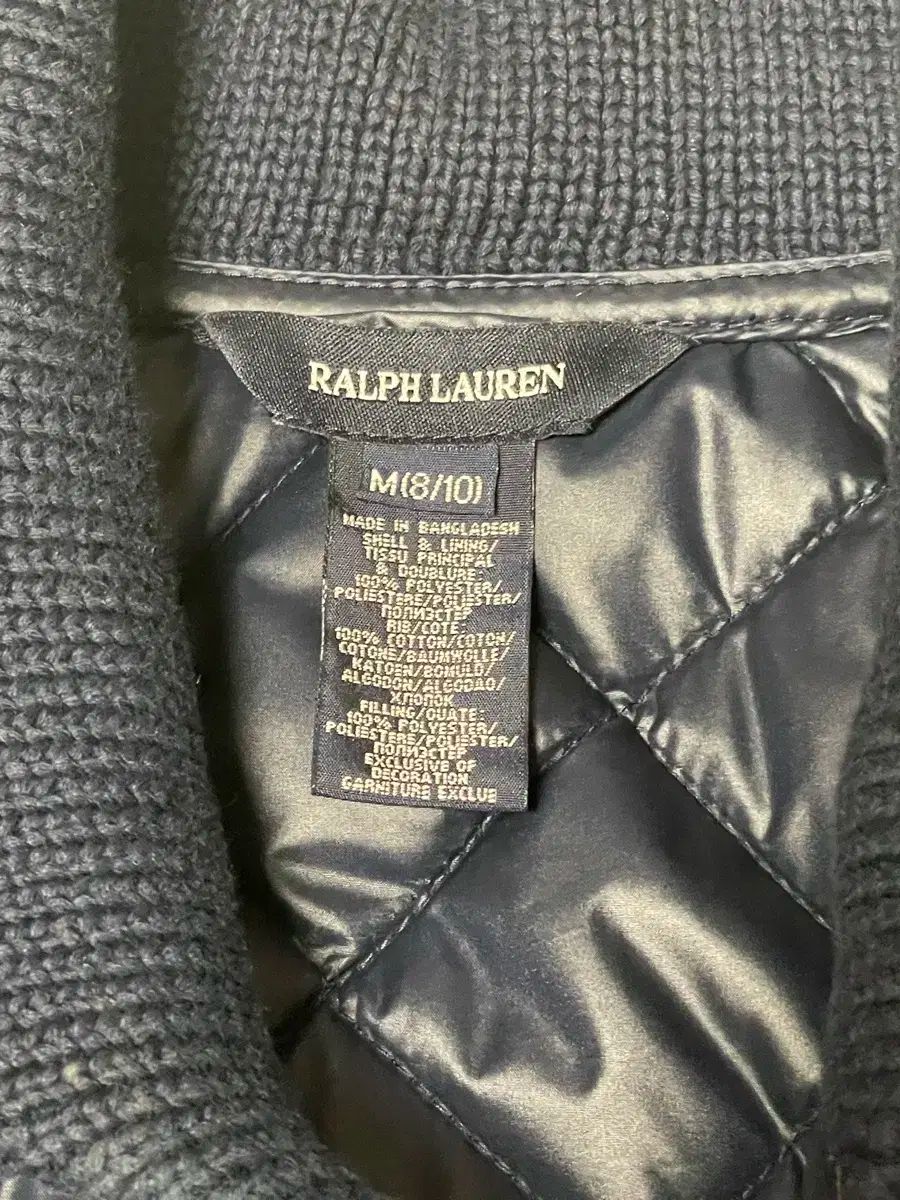 RALPH LAUREN
M(8/10)
MADE IN BANGLADESH
SHELL & LINING/
TISSU PRINCIPAL
& DOUBLURE:
100% POLYESTER/
POLIESTERE/POLIESTER/
ПОЛИЭСТЕР
RIB/COTE
100% COTTON/COTON/
COTONE/BAUMWOLLE/
KATOEN/BOMULD/
ALGODON/ALGODAO/
ХЛОПОК
FILLING/OUATE:
100% POLYESTER/
POLIESTERE/POLIESTER/
ПОЛИЭСТЕР
EXCLUSIVE OF
DECORATION
GARNITURE EXCLUE